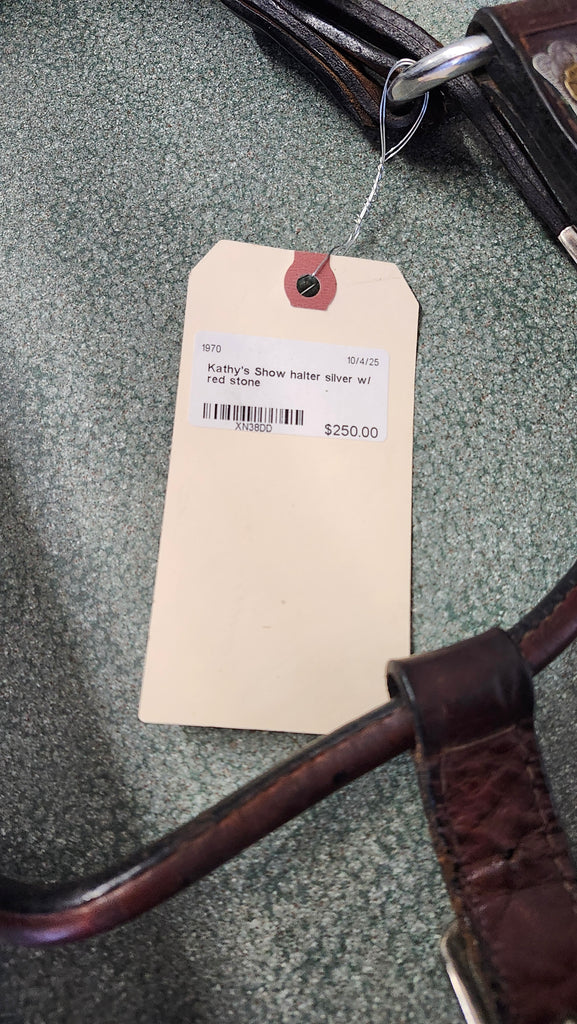 1970
10/4/25
Kathy's Show halter silver w/
red stone
XN38DD
$250.00